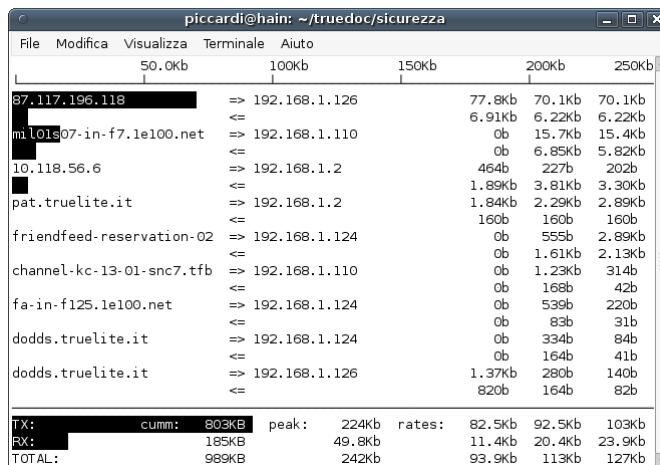 piccardi@hain: ~/truedoc/sicurezza
File Modifica Visualizza Terminale Aiuto
50.0Kb 100Kb 150Kb 200Kb 250Kb
87.117.196.118 => 192.168.1.126 77.8Kb 70.1Kb 70.1Kb
<= 6.91Kb 6.22Kb 6.22Kb
mil01s07-in-f7.1e100.net => 192.168.1.110 0b 15.7Kb 15.4Kb
<= 0b 6.85Kb 5.82Kb
10.118.56.6 => 192.168.1.2 464b 227b 202b
<= 1.89Kb 3.81Kb 3.30Kb
pat.truelite.it => 192.168.1.2 1.84Kb 2.29Kb 2.89Kb
<= 160b 160b 160b
friendfeed-reservation-02 => 192.168.1.124 0b 555b 2.89Kb
<= 0b 1.61Kb 2.13Kb
channel-kc-13-01-snc7.tfb => 192.168.1.110 0b 1.23Kb 314b
<= 0b 168b 42b
fa-in-f125.1e100.net => 192.168.1.124 0b 539b 220b
<= 0b 83b 31b
dodds.truelite.it => 192.168.1.124 0b 334b 84b
<= 0b 164b 41b
dodds.truelite.it => 192.168.1.126 1.37Kb 280b 140b
<= 820b 164b 82b
TX: cumm: 803KB peak: 224Kb rates: 82.5Kb 92.5Kb 103Kb
RX: 185KB 49.8Kb 11.4Kb 20.4Kb 23.9Kb
TOTAL: 989KB 242Kb 93.9Kb 113Kb 127Kb